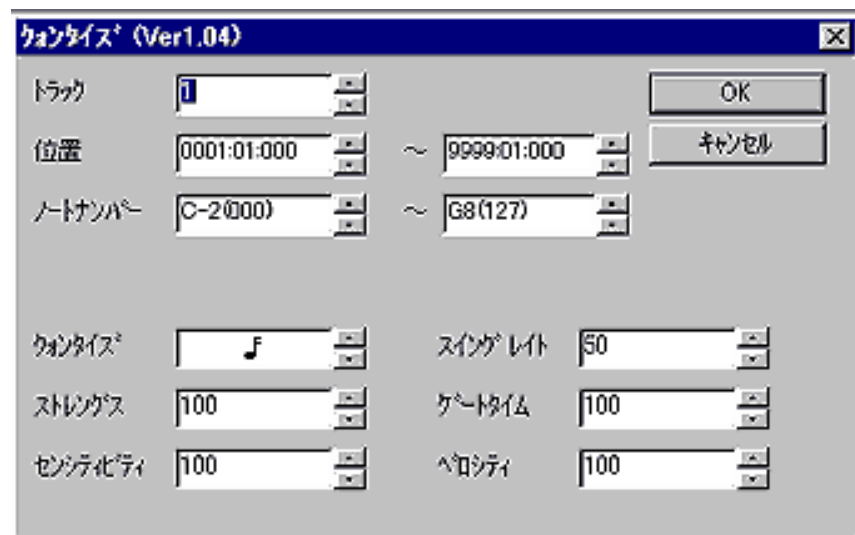 ｸｫﾝﾀｲｽﾞ (Ver1.04)
ﾄﾗｯｸ 1 OK
位置 0001:01:000 ～ 9999:01:000 ｷｬﾝｾﾙ
ﾉｰﾄﾅﾝﾊﾞｰ C-2(000) ～ G8(127)
ｸｫﾝﾀｲｽﾞ ｽｲﾝｸﾞﾚｲﾄ 50
ｽﾄﾚﾝｸﾞｽ 100 ｹﾞｰﾄﾀｲﾑ 100
ｾﾝｼﾃｨﾋﾞﾃｨ 100 ﾍﾞﾛｼﾃｨ 100